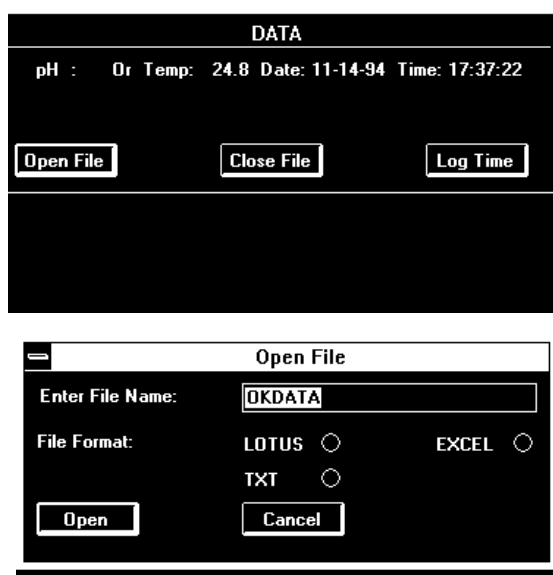 DATA
pH : Or Temp: 24.8 Date: 11-14-94 Time: 17:37:22
Open File Close File Log Time
Open File
Enter File Name: OKDATA
File Format: LOTUS EXCEL
TXT
Open Cancel